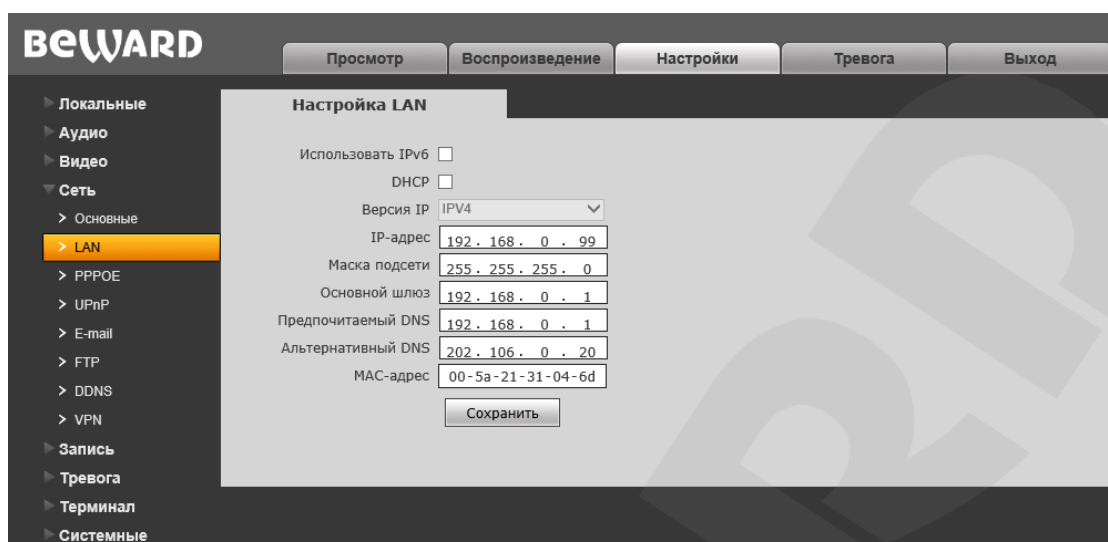 BEWARD
Просмотр Воспроизведение Настройки Тревога Выход
Локальные
Аудио
Видео
Сеть
Основные
LAN
PPPOE
UPnP
E-mail
FTP
DDNS
VPN
Запись
Тревога
Терминал
Системные
Настройка LAN
Использовать IPv6
DHCP
Версия IP IPV4
IP-адрес 192. 168. 0 . 99
Маска подсети 255. 255. 255. 0
Основной шлюз 192. 168. 0 . 1
Предпочитаемый DNS 192. 168. 0 . 1
Альтернативный DNS 202. 106. 0 . 20
MAC-адрес 00-5a-21-31-04-6d
Сохранить